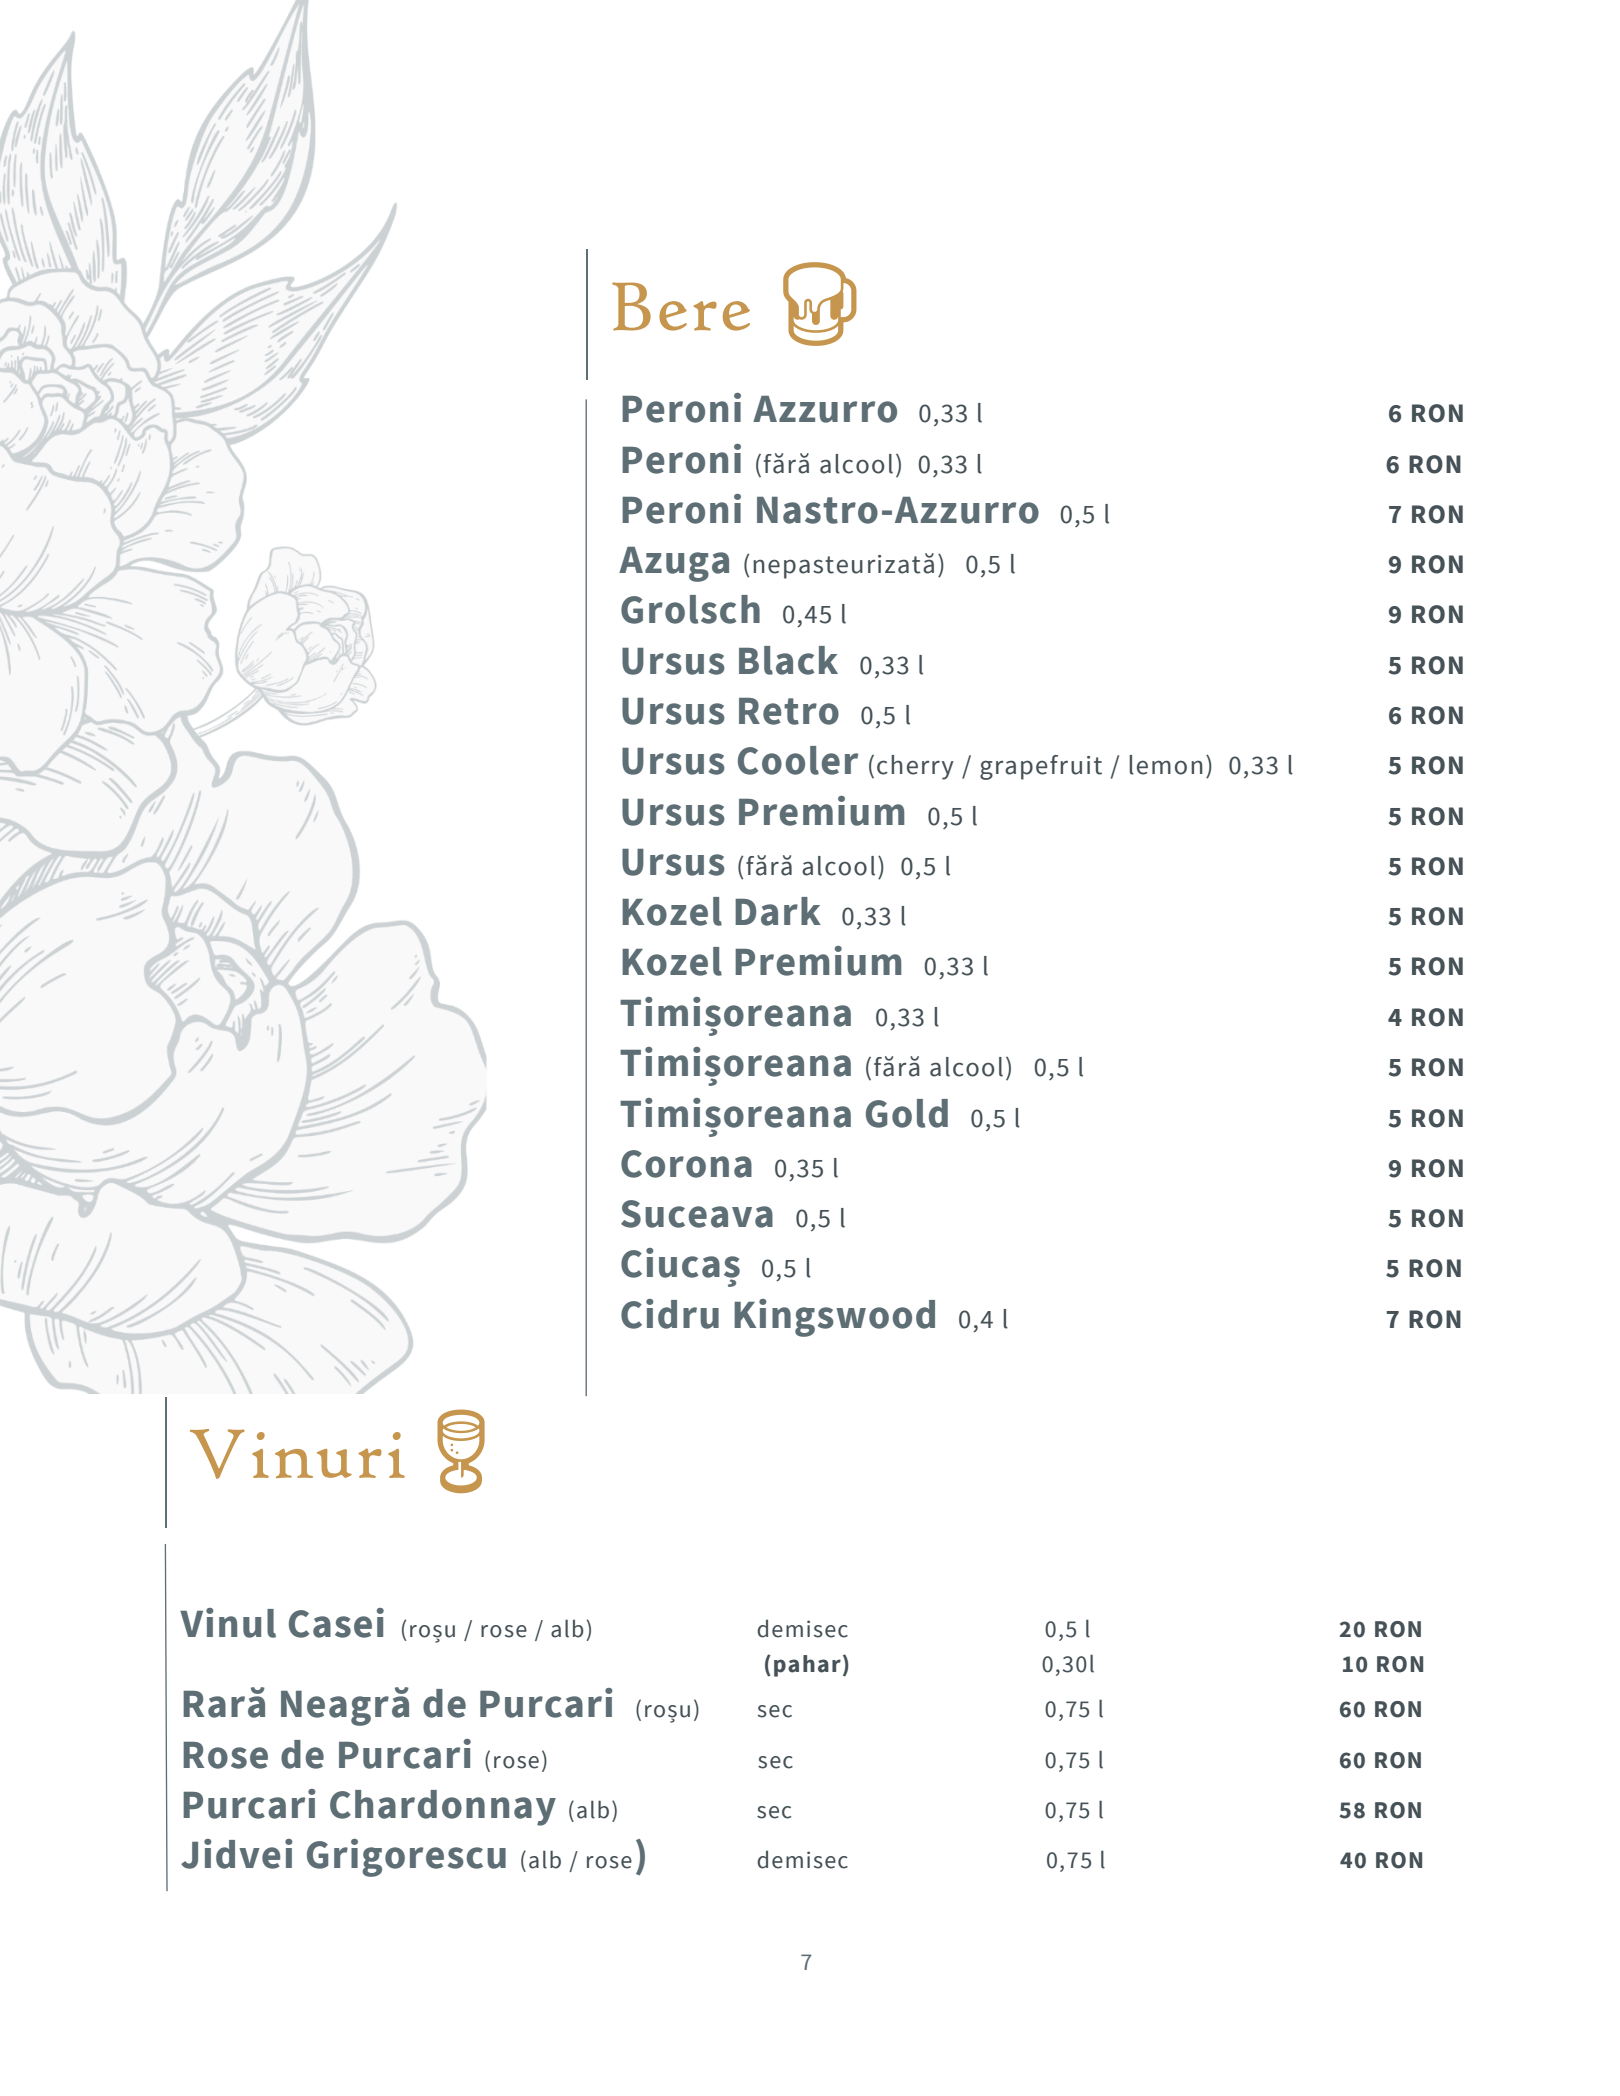 Bere
Peroni Azzurro 0,33 l 6 RON
Peroni (fără alcool) 0,33 l 6 RON
Peroni Nastro-Azzurro 0,5 l 7 RON
Azuga (nepasteurizată) 0,5 l 9 RON
Grolsch 0,45 l 9 RON
Ursus Black 0,33 l 5 RON
Ursus Retro 0,5 l 6 RON
Ursus Cooler (cherry / grapefruit / lemon) 0,33 l 5 RON
Ursus Premium 0,5 l 5 RON
Ursus (fără alcool) 0,5 l 5 RON
Kozel Dark 0,33 l 5 RON
Kozel Premium 0,33 l 5 RON
Timișoreana 0,33 l 4 RON
Timișoreana (fără alcool) 0,5 l 5 RON
Timișoreana Gold 0,5 l 5 RON
Corona 0,35 l 9 RON
Suceava 0,5 l 5 RON
Ciucaș 0,5 l 5 RON
Cidru Kingswood 0,4 l 7 RON
Vinuri
Vinul Casei (roșu / rose / alb) demisec 0,5 l 20 RON
(pahar) 0,30l 10 RON
Rară Neagră de Purcari (roșu) sec 0,75 l 60 RON
Rose de Purcari (rose) sec 0,75 l 60 RON
Purcari Chardonnay (alb) sec 0,75 l 58 RON
Jidvei Grigorescu (alb / rose) demisec 0,75 l 40 RON
7